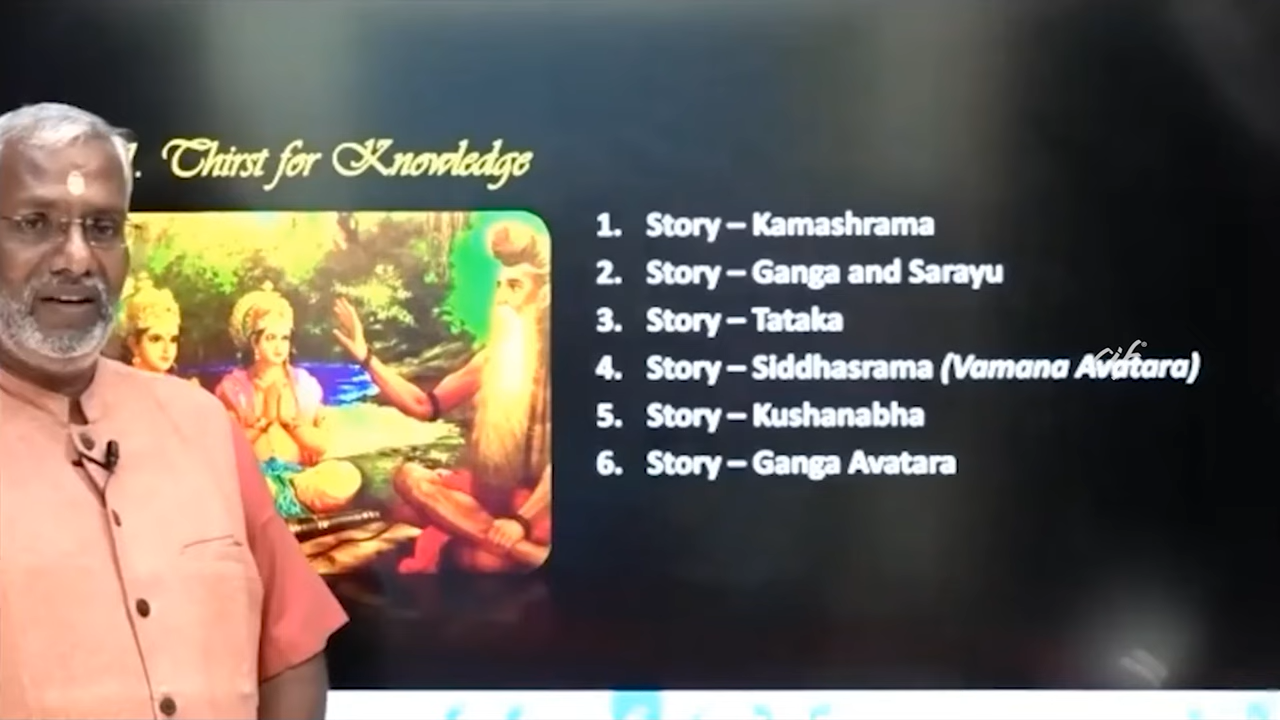 . Thirst for Knowledge
1. Story – Kamashrama
2. Story – Ganga and Sarayu
3. Story – Tataka
4. Story – Siddhasrama (Vamana Avatara)
5. Story – Kushanabha
6. Story – Ganga Avatara
cif